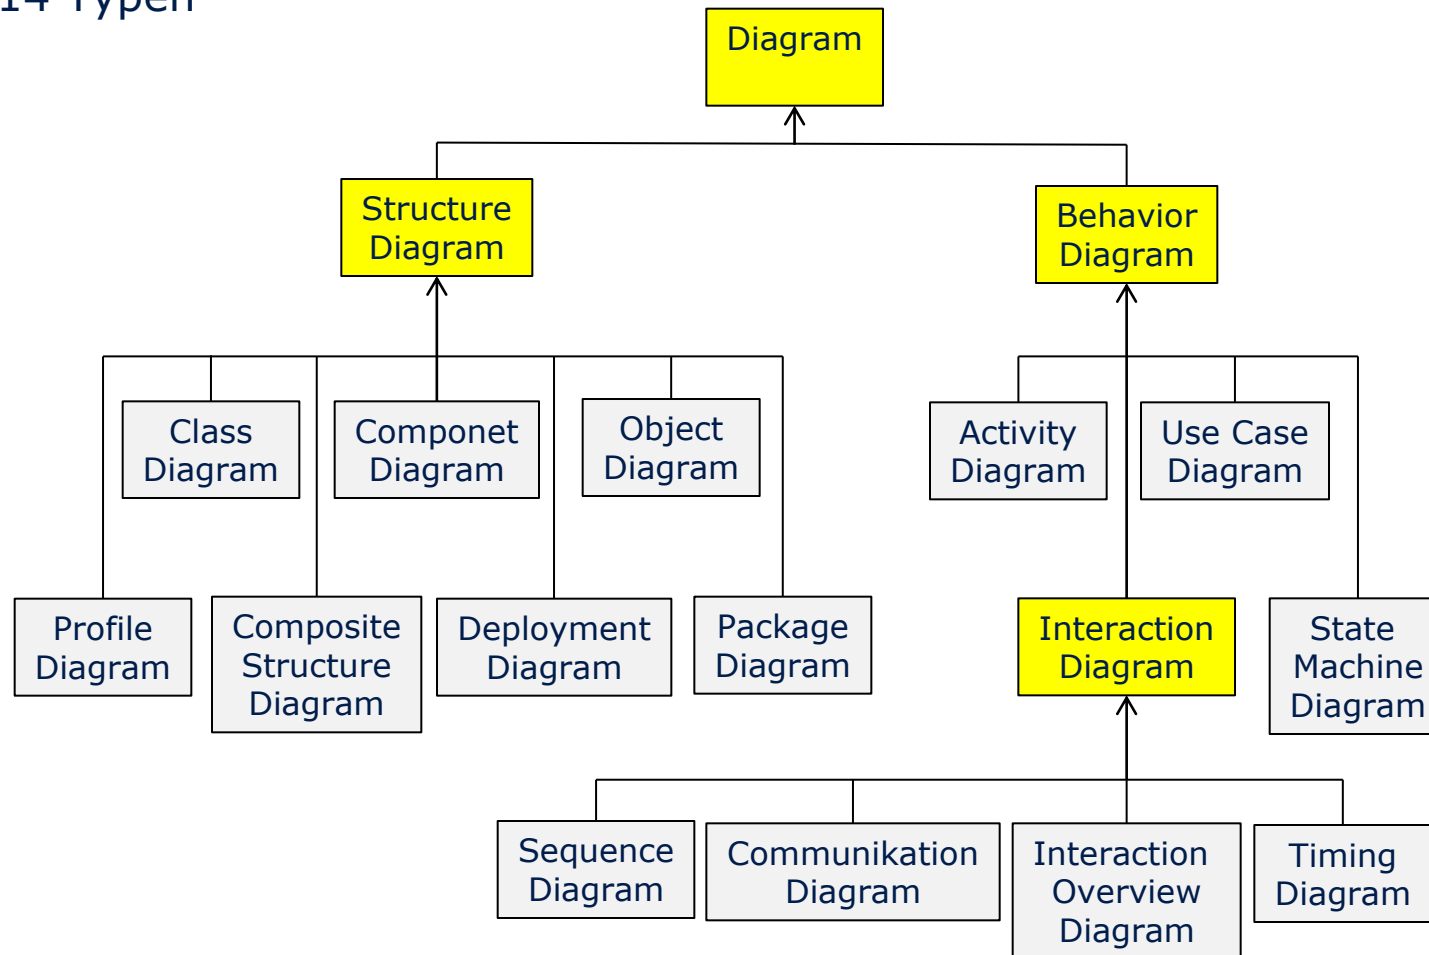 14 Typen
Diagram
Structure
Diagram
Behavior
Diagram
Class
Diagram
Componet
Diagram
Object
Diagram
Activity
Diagram
Use Case
Diagram
Profile
Diagram
Composite
Structure
Diagram
Deployment
Diagram
Package
Diagram
Interaction
Diagram
State
Machine
Diagram
Sequence
Diagram
Communikation
Diagram
Interaction
Overview
Diagram
Timing
Diagram